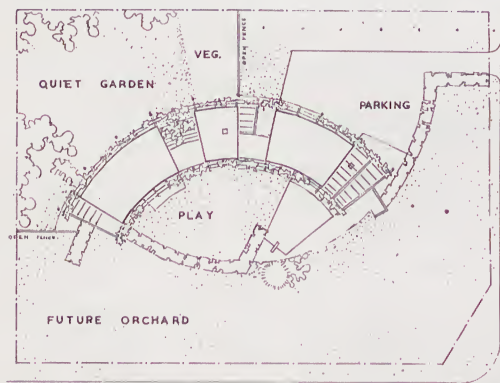 VEG.
OPEN FENCE
QUIET GARDEN
PARKING
PLAY
OPEN FENCE
FUTURE ORCHARD